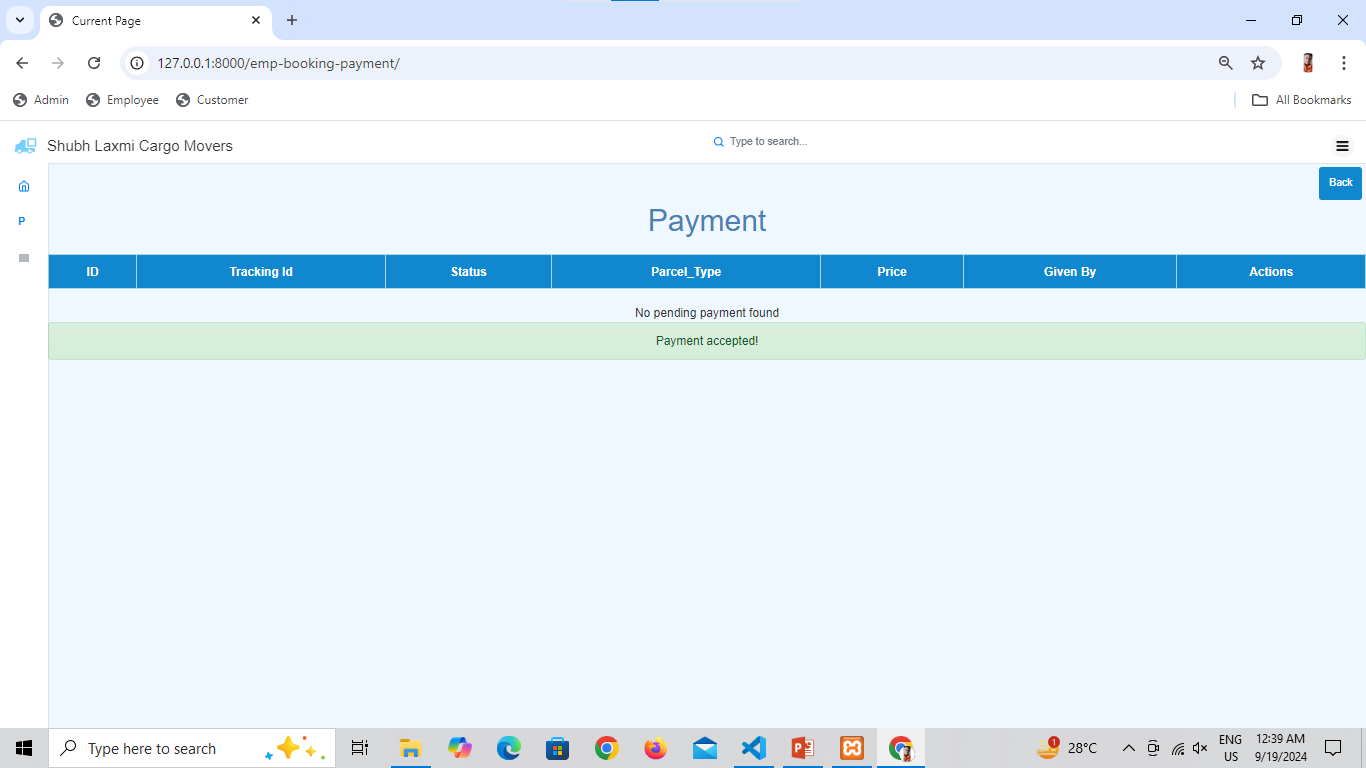 Current Page
127.0.0.1:8000/emp-booking-payment/
Admin Employee Customer All Bookmarks
Shubh Laxmi Cargo Movers Type to search...
Back
P
Payment
ID Tracking Id Status Parcel_Type Price Given By Actions
No pending payment found
Payment accepted!
Type here to search 1 28°C ENG US 12:39 AM 9/19/2024